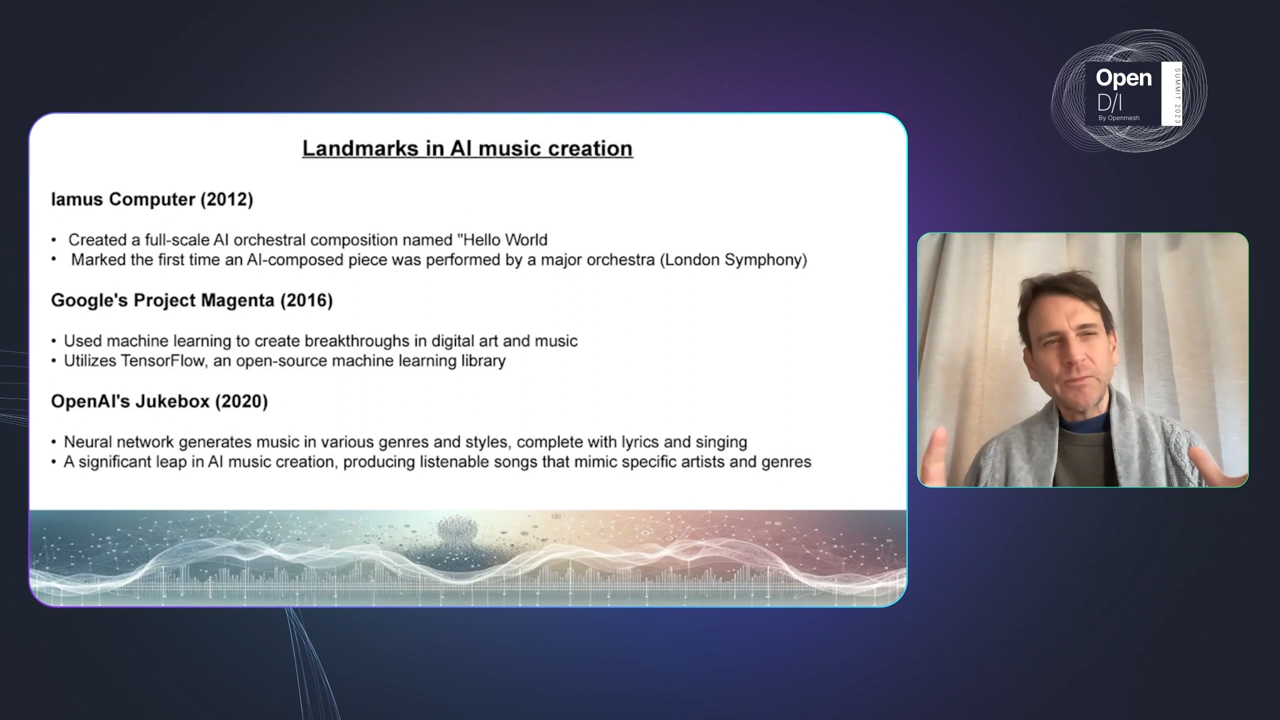 Open
D/I
By Openmesh
SUMMIT 2023
Landmarks in AI music creation
Iamus Computer (2012)
• Created a full-scale AI orchestral composition named "Hello World
• Marked the first time an AI-composed piece was performed by a major orchestra (London Symphony)
Google's Project Magenta (2016)
• Used machine learning to create breakthroughs in digital art and music
• Utilizes TensorFlow, an open-source machine learning library
OpenAI's Jukebox (2020)
• Neural network generates music in various genres and styles, complete with lyrics and singing
• A significant leap in AI music creation, producing listenable songs that mimic specific artists and genres